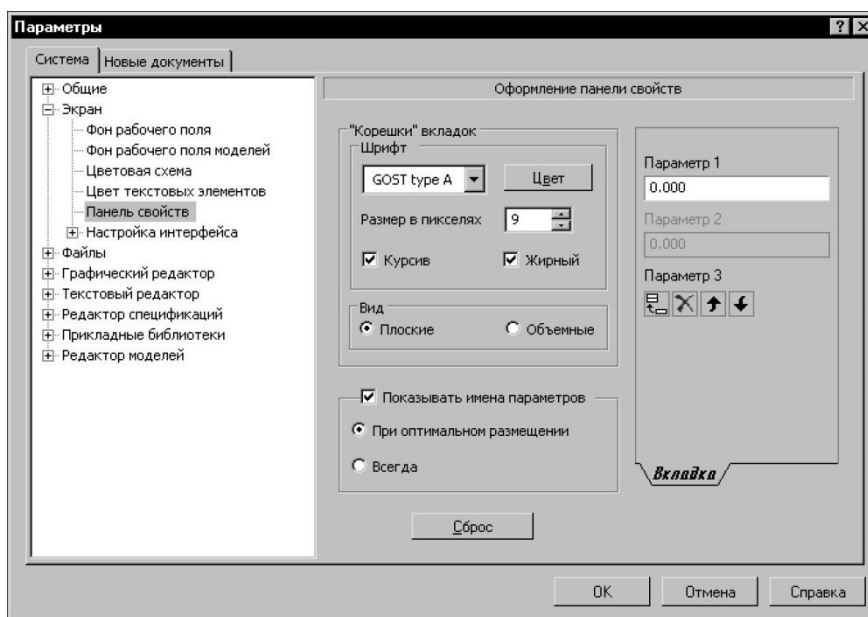 Параметры
Система Новые документы
Общие
Экран
Фон рабочего поля
Фон рабочего поля моделей
Цветовая схема
Цвет текстовых элементов
Панель свойств
Настройка интерфейса
Файлы
Графический редактор
Текстовый редактор
Редактор спецификаций
Прикладные библиотеки
Редактор моделей
Оформление панели свойств
"Корешки" вкладок
Шрифт
GOST type A Цвет
Размер в пикселях 9
Курсив Жирный
Вид
Плоские Объемные
Показывать имена параметров
При оптимальном размещении
Всегда
Сброс
Параметр 1
0.000
Параметр 2
0.000
Параметр 3
Вкладка
OK Отмена Справка